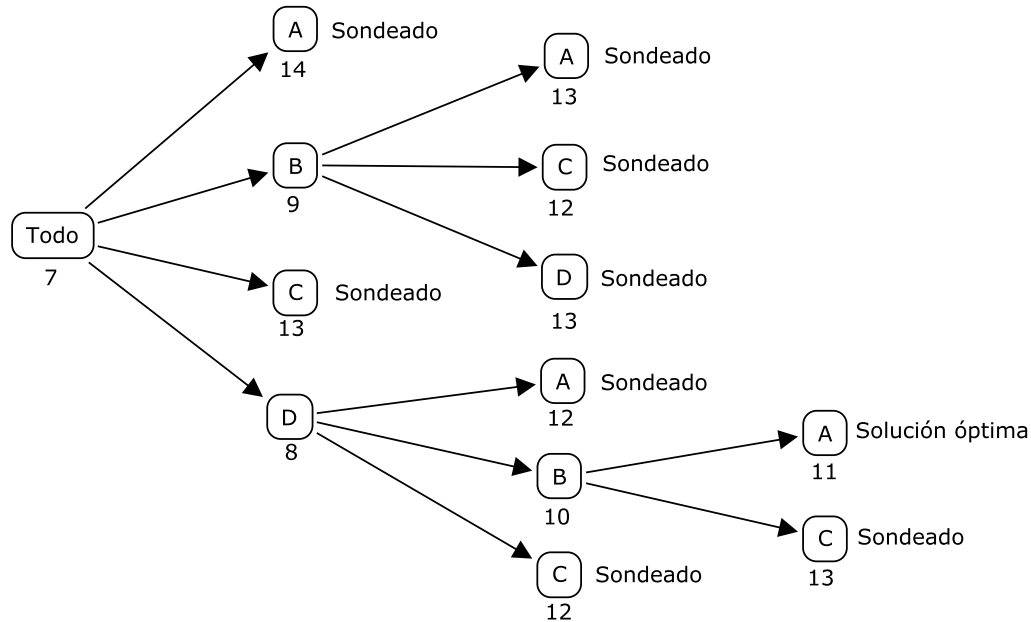 A Sondeado
14
A Sondeado
13
B
9
C Sondeado
12
Todo
7
D Sondeado
13
C Sondeado
13
D
8
A Sondeado
12
B
10
A Solución óptima
11
C Sondeado
13
C Sondeado
12